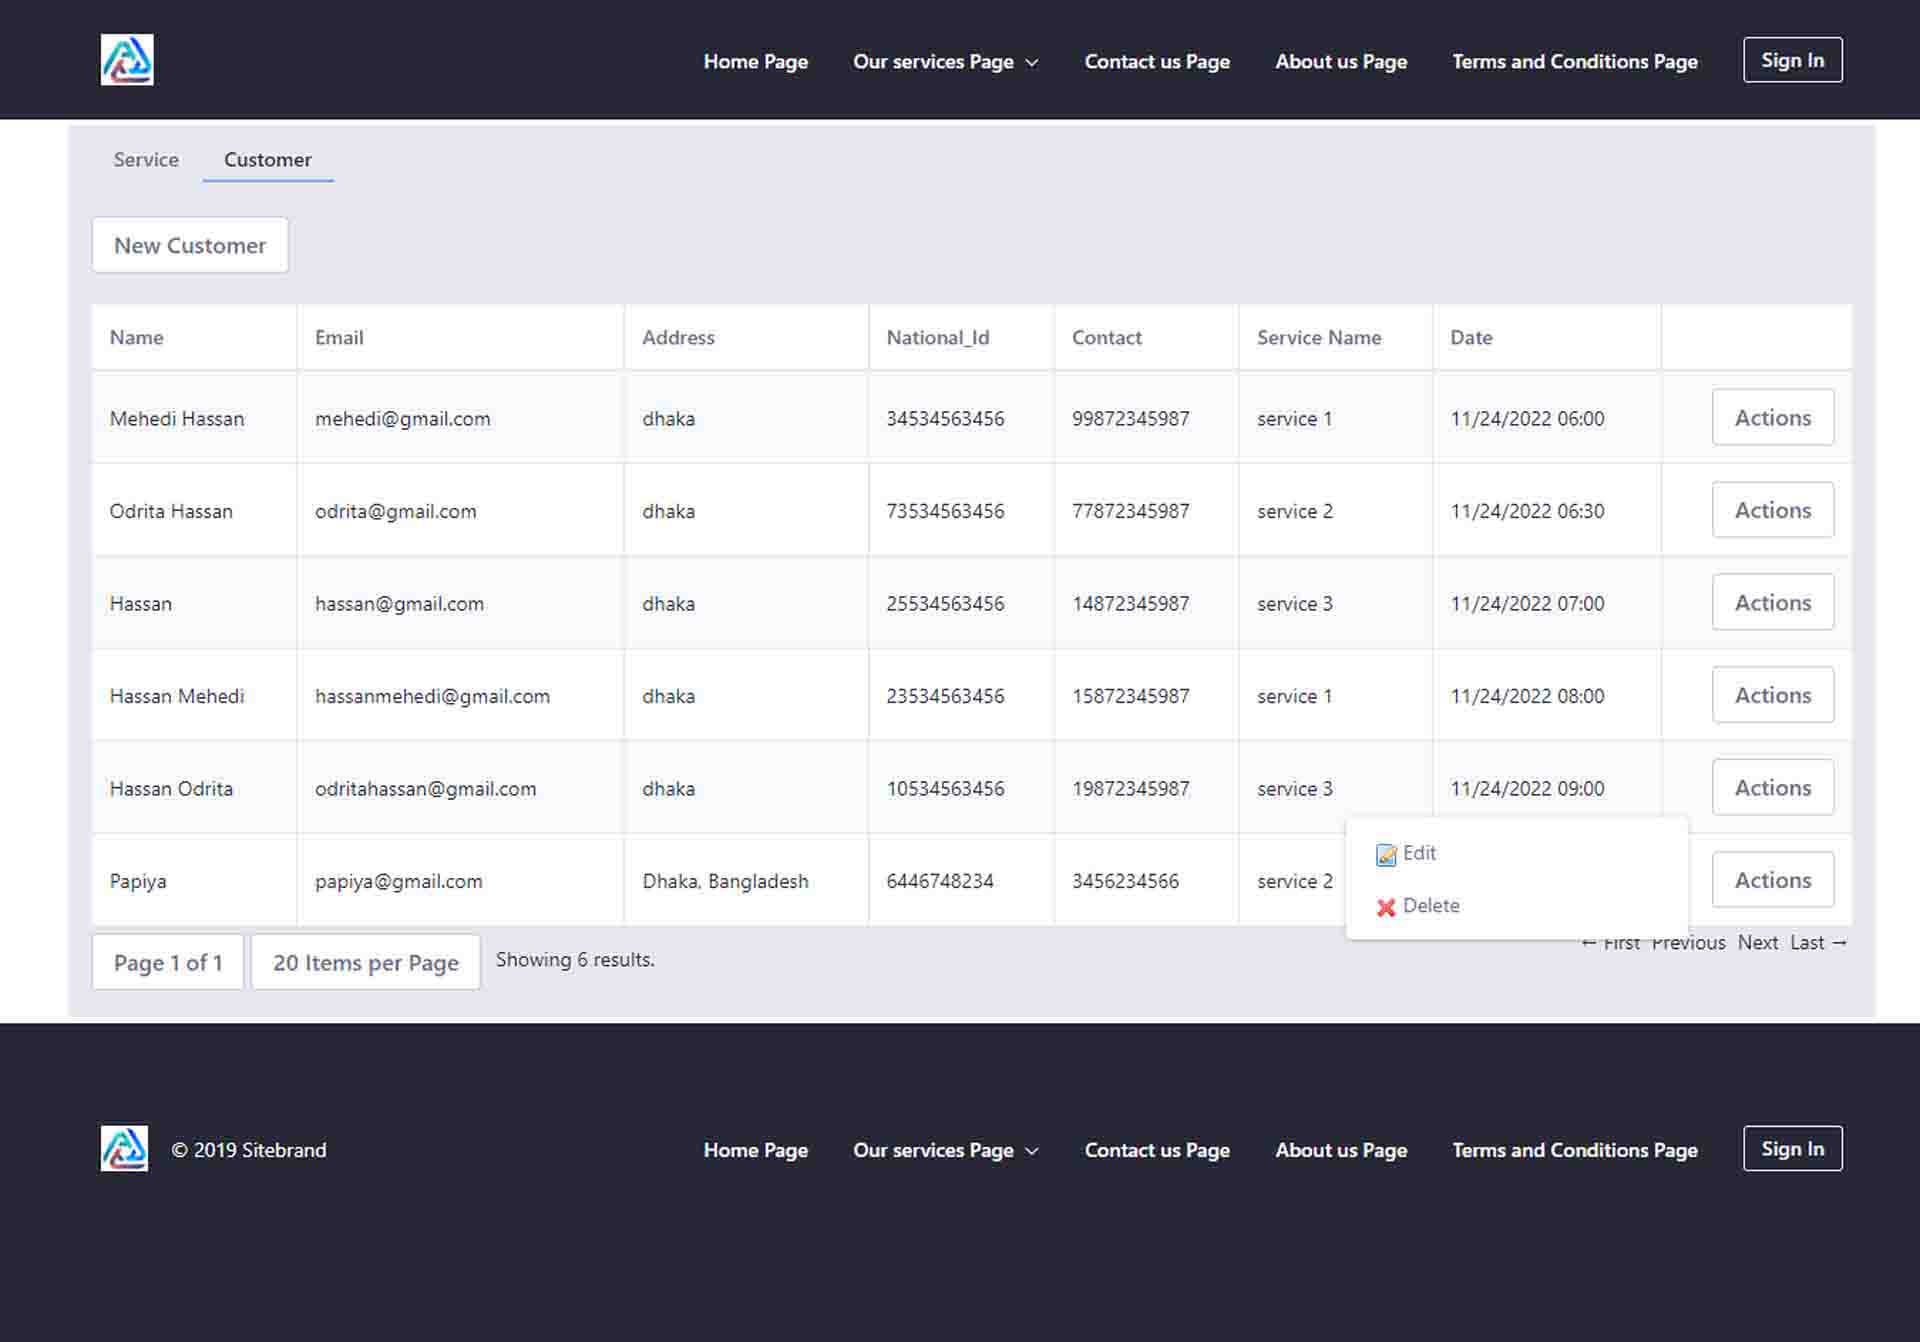 Home Page Our services Page Contact us Page About us Page Terms and Conditions Page Sign In
Service Customer
New Customer
Name Email Address National_Id Contact Service Name Date
Mehedi Hassan mehedi@gmail.com dhaka 34534563456 99872345987 service 1 11/24/2022 06:00 Actions
Odrita Hassan odrita@gmail.com dhaka 73534563456 77872345987 service 2 11/24/2022 06:30 Actions
Hassan hassan@gmail.com dhaka 25534563456 14872345987 service 3 11/24/2022 07:00 Actions
Hassan Mehedi hassanmehedi@gmail.com dhaka 23534563456 15872345987 service 1 11/24/2022 08:00 Actions
Hassan Odrita odritahassan@gmail.com dhaka 10534563456 19872345987 service 3 11/24/2022 09:00 Actions
Edit
Papiya papiya@gmail.com Dhaka, Bangladesh 6446748234 3456234566 service 2 Actions
Delete
Page 1 of 1 20 Items per Page Showing 6 results. ← First Previous Next Last →
© 2019 Sitebrand Home Page Our services Page Contact us Page About us Page Terms and Conditions Page Sign In